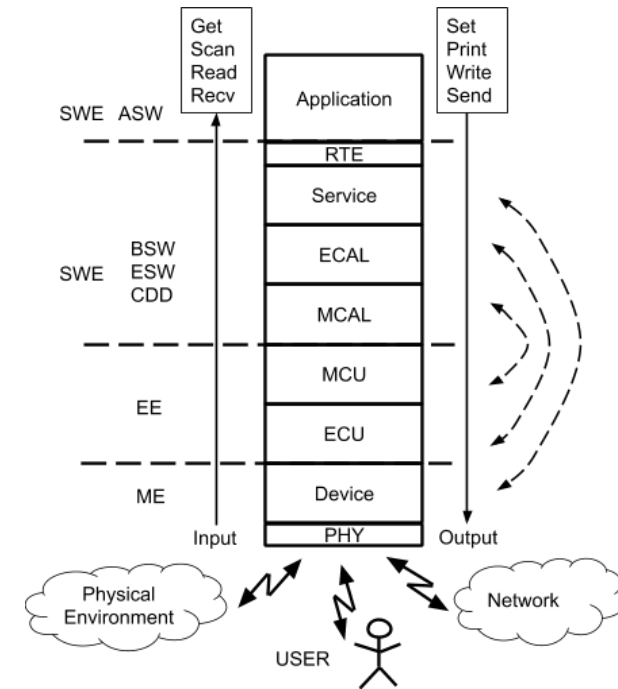 Get
Scan
Read
Recv
Set
Print
Write
Send
Application
SWE ASW
RTE
Service
BSW
ESW
CDD
SWE
ECAL
MCAL
MCU
EE
ECU
ME
Device
Input
PHY
Output
Physical
Environment
Network
USER